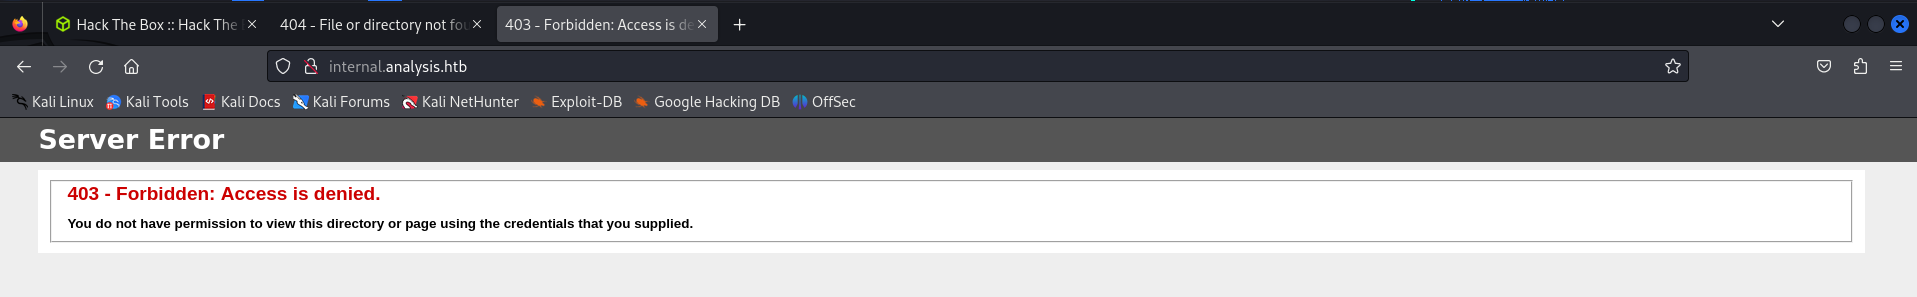 Hack The Box :: Hack The
404 - File or directory not fou
403 - Forbidden: Access is de
internal.analysis.htb
Kali Linux Kali Tools Kali Docs Kali Forums Kali NetHunter Exploit-DB Google Hacking DB OffSec
Server Error
403 - Forbidden: Access is denied.
You do not have permission to view this directory or page using the credentials that you supplied.